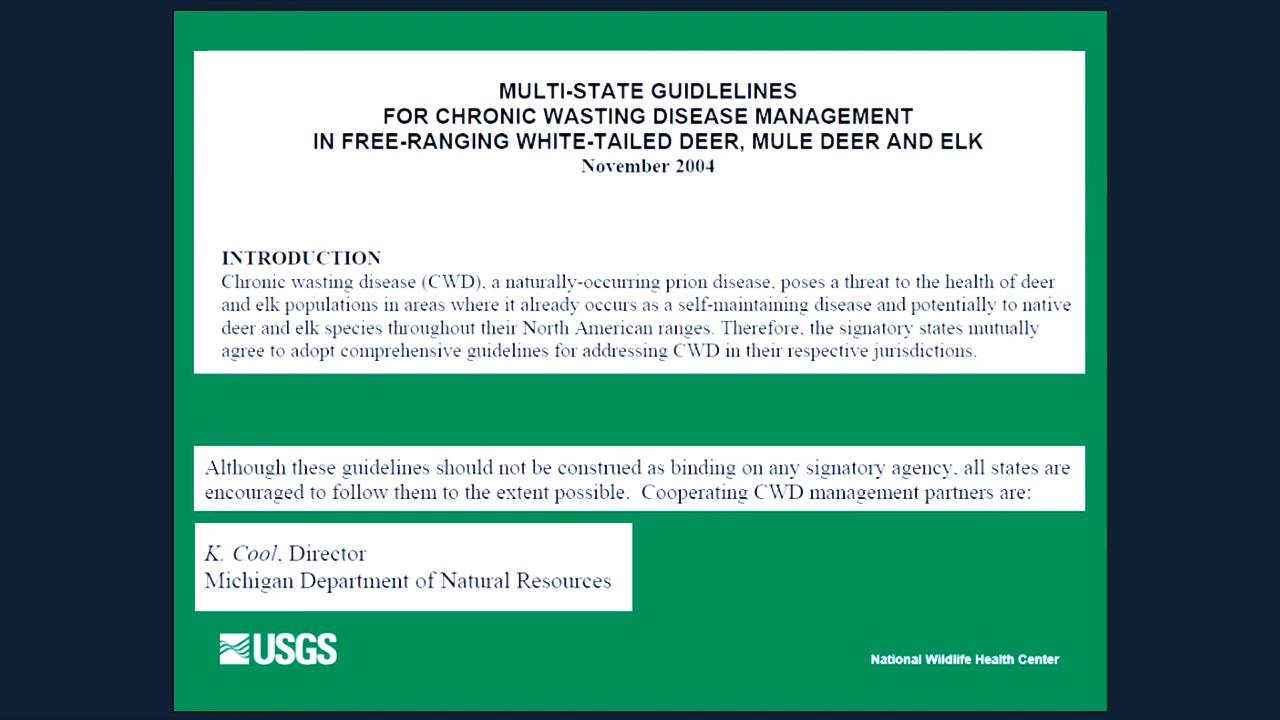 MULTI-STATE GUIDLELINES
FOR CHRONIC WASTING DISEASE MANAGEMENT
IN FREE-RANGING WHITE-TAILED DEER, MULE DEER AND ELK
November 2004
INTRODUCTION
Chronic wasting disease (CWD), a naturally-occurring prion disease, poses a threat to the health of deer
and elk populations in areas where it already occurs as a self-maintaining disease and potentially to native
deer and elk species throughout their North American ranges. Therefore, the signatory states mutually
agree to adopt comprehensive guidelines for addressing CWD in their respective jurisdictions.
Although these guidelines should not be construed as binding on any signatory agency, all states are
encouraged to follow them to the extent possible. Cooperating CWD management partners are:
K. Cool, Director
Michigan Department of Natural Resources
USGS
National Wildlife Health Center